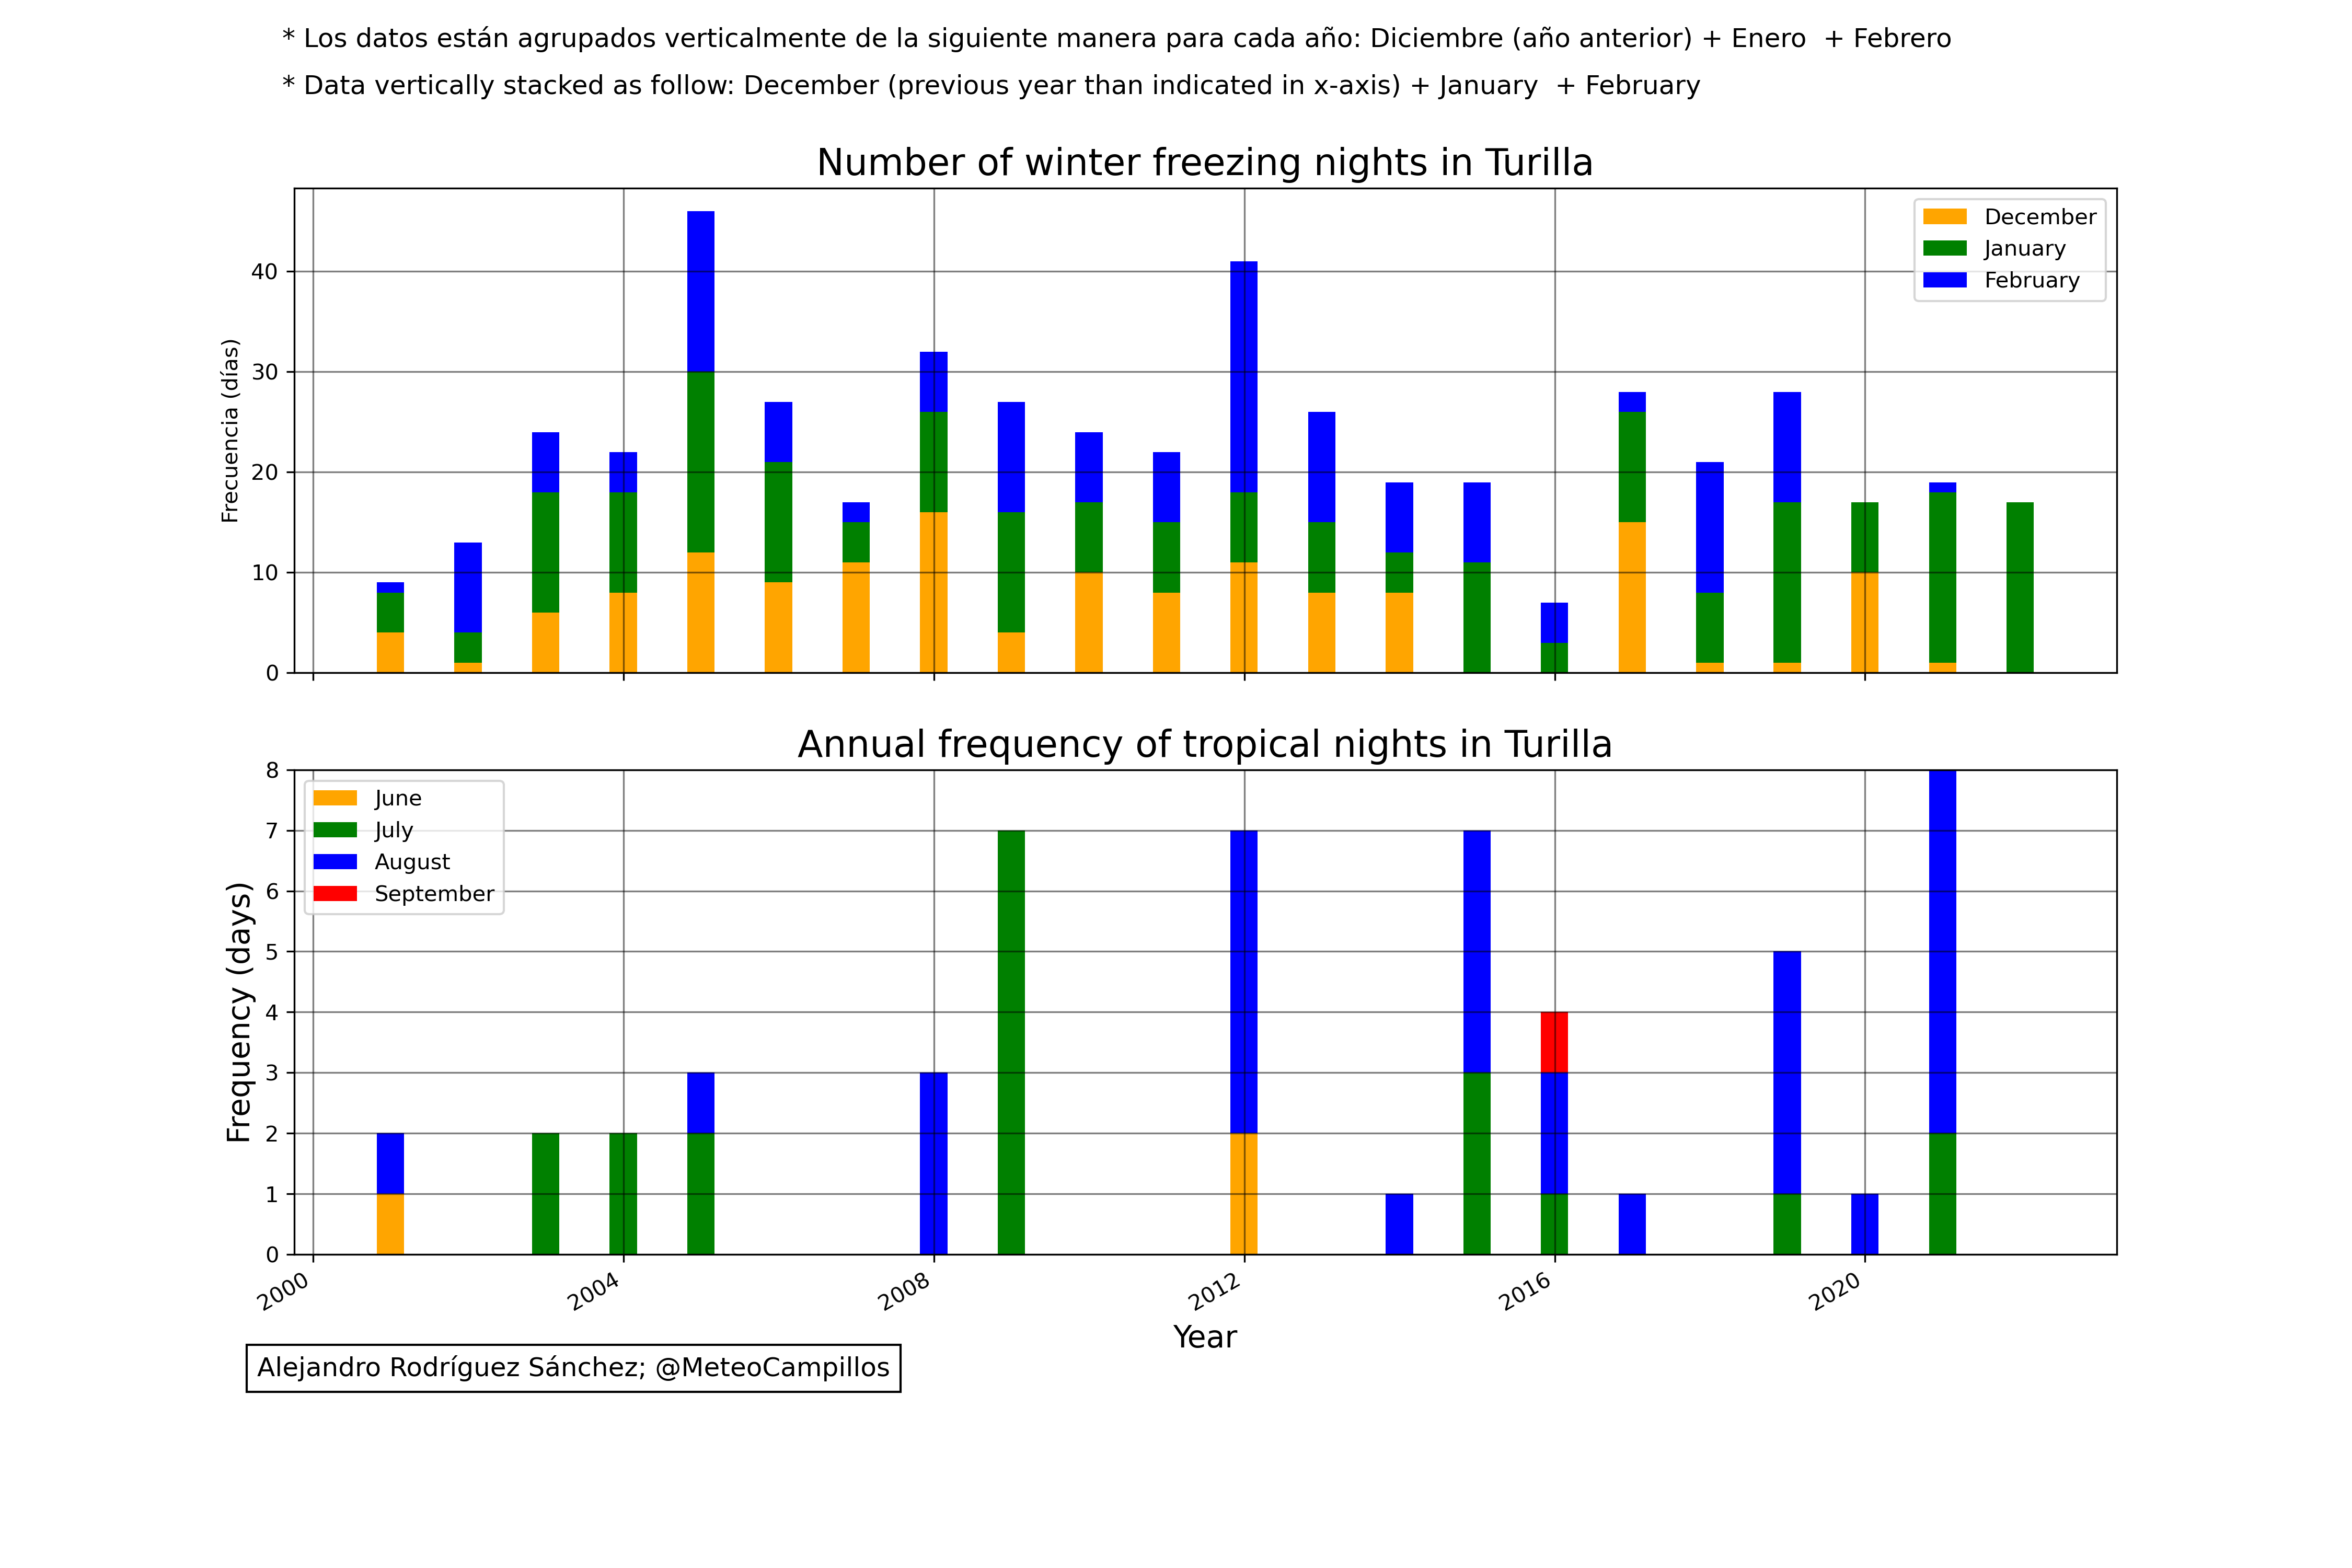 * Los datos están agrupados verticalmente de la siguiente manera para cada año: Diciembre (año anterior) + Enero  + Febrero
* Data vertically stacked as follow: December (previous year than indicated in x-axis) + January  + February
Number of winter freezing nights in Turilla
Frecuencia (días)
40
30
20
10
0
December
January
February
Annual frequency of tropical nights in Turilla
Frequency (days)
8
7
6
5
4
3
2
1
0
June
July
August
September
2000 2004 2008 2012 2016 2020
Year
Alejandro Rodríguez Sánchez; @MeteoCampillos